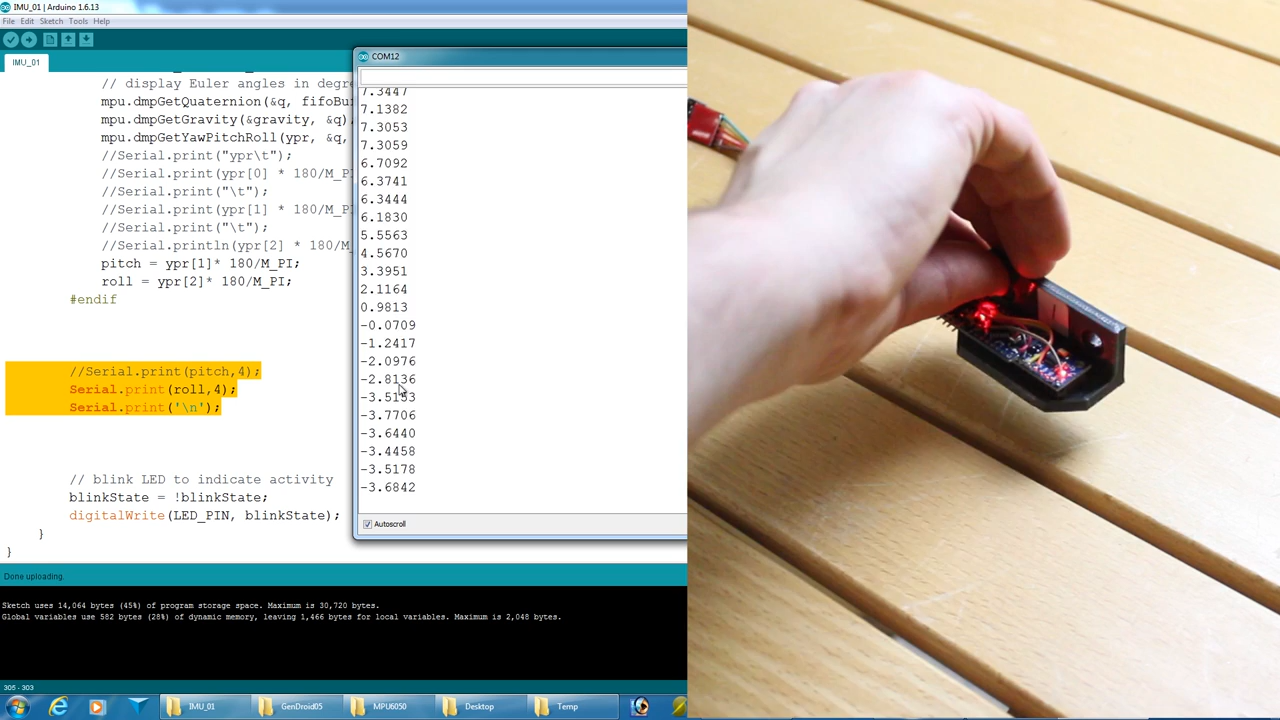 IMU_01 | Arduino 1.6.13
File Edit Sketch Tools Help
IMU_01
// display Euler angles in degre
mpu.dmpGetQuaternion(&q, fifoBu
mpu.dmpGetGravity(&gravity, &q)
mpu.dmpGetYawPitchRoll(ypr, &q,
//Serial.print("ypr\t");
//Serial.print(ypr[0] * 180/M_P
//Serial.print("\t");
//Serial.print(ypr[1] * 180/M_P
//Serial.print("\t");
//Serial.println(ypr[2] * 180/M_
pitch = ypr[1]* 180/M_PI;
roll = ypr[2]* 180/M_PI;
#endif
//Serial.print(pitch,4);
Serial.print(roll,4);
Serial.print('\n');
// blink LED to indicate activity
blinkState = !blinkState;
digitalWrite(LED_PIN, blinkState);
}
}
COM12
7.3447
7.1382
7.3053
7.3059
6.7092
6.3741
6.3444
6.1830
5.5563
4.5670
3.3951
2.1164
0.9813
-0.0709
-1.2417
-2.0976
-2.8136
-3.7706
-3.6440
-3.4458
-3.5178
-3.6842
Autoscroll
Done uploading.
Sketch uses 14,064 bytes (45%) of program storage space. Maximum is 30,720 bytes.
Global variables use 582 bytes (28%) of dynamic memory, leaving 1,466 bytes for local variables. Maximum is 2,048 bytes.
305 - 303
IMU_01 GenDroid05 MPU6050 Desktop Temp